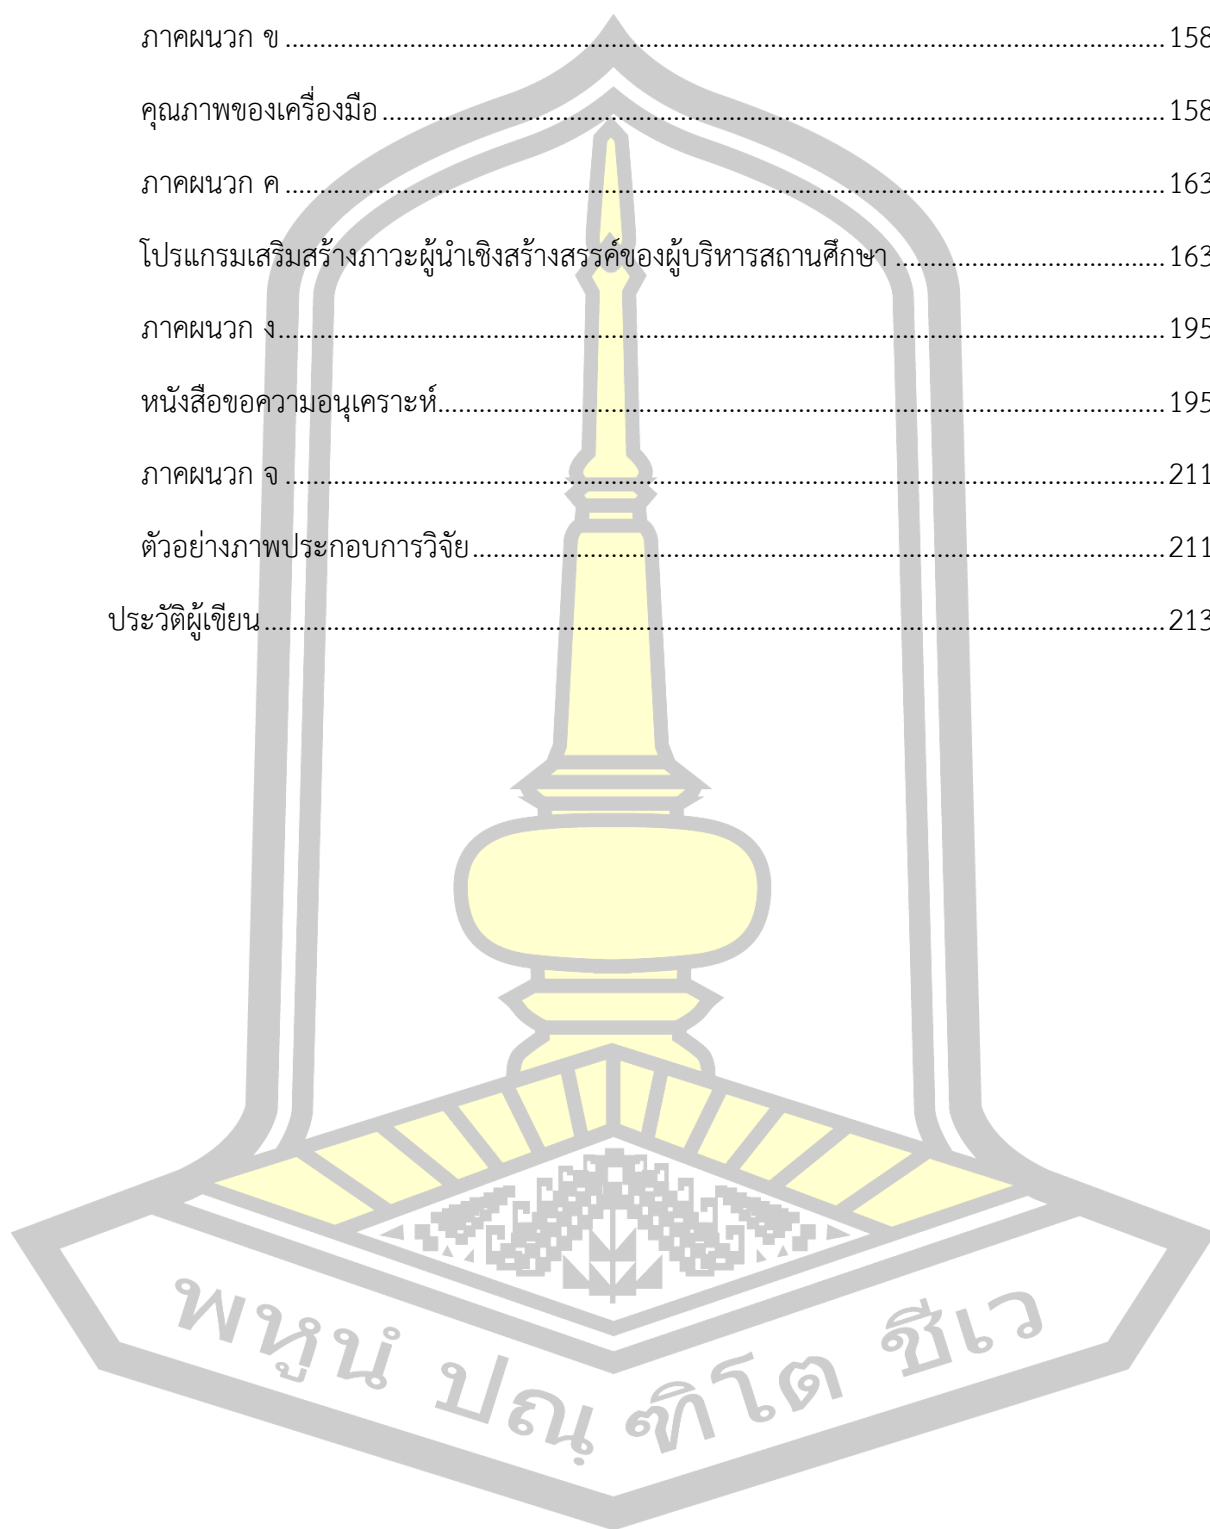 ภาคผนวก ข ........................................................................................................................ 158
คุณภาพของเครื่องมือ ........................................................................................................... 158
ภาคผนวก ค ........................................................................................................................ 163
โปรแกรมเสริมสร้างภาวะผู้นำเชิงสร้างสรรค์ของผู้บริหารสถานศึกษา ..................................... 163
ภาคผนวก ง ......................................................................................................................... 195
หนังสือขอความอนุเคราะห์ ................................................................................................... 195
ภาคผนวก จ ........................................................................................................................ 211
ตัวอย่างภาพประกอบการวิจัย ............................................................................................... 211
ประวัติผู้เขียน ........................................................................................................................... 213
พหูนํ ปณฺฑิโต ชีเว